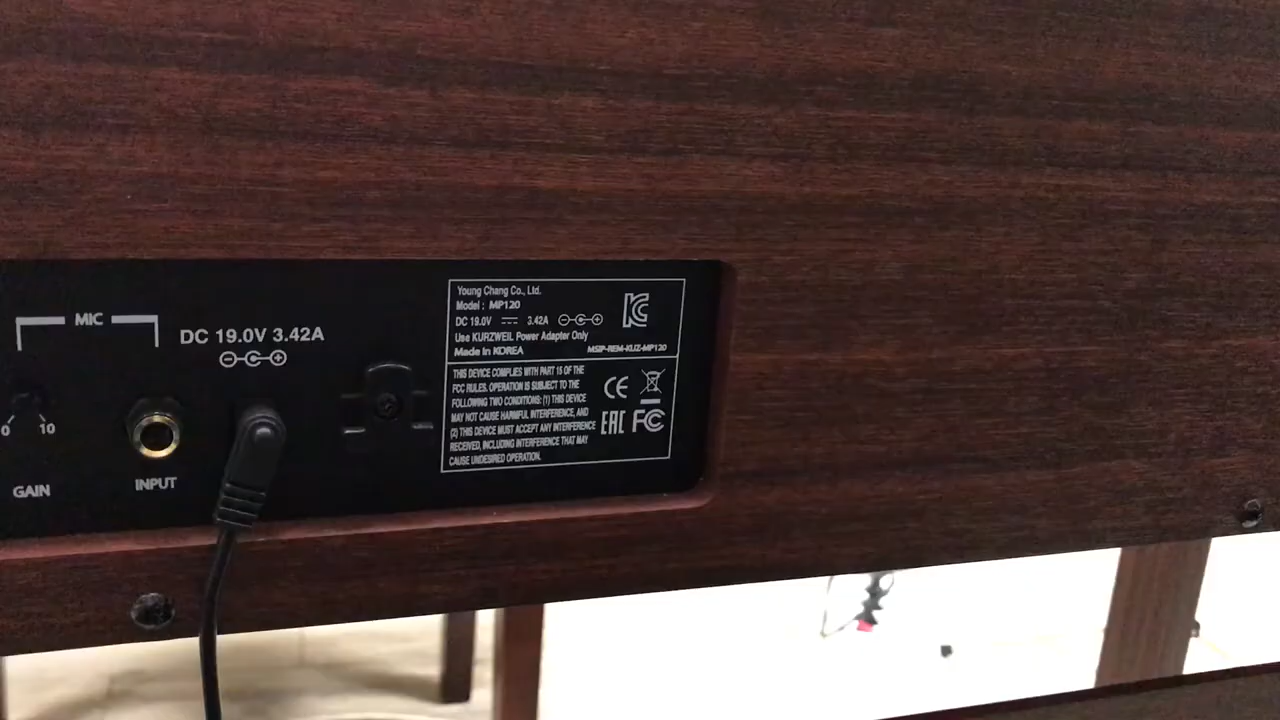 MIC
DC 19.0V 3.42A
0 10
GAIN
INPUT
Young Chang Co., Ltd.
Model : MP120
DC 19.0V 3.42A
Use KURZWEIL Power Adapter Only
Made in KOREA
MSIP-REM-KUZ-MP120
THIS DEVICE COMPLIES WITH PART 15 OF THE
FCC RULES. OPERATION IS SUBJECT TO THE
FOLLOWING TWO CONDITIONS: (1) THIS DEVICE
MAY NOT CAUSE HARMFUL INTERFERENCE, AND
(2) THIS DEVICE MUST ACCEPT ANY INTERFERENCE
RECEIVED, INCLUDING INTERFERENCE THAT MAY
CAUSE UNDESIRED OPERATION.
CE
EAC FC